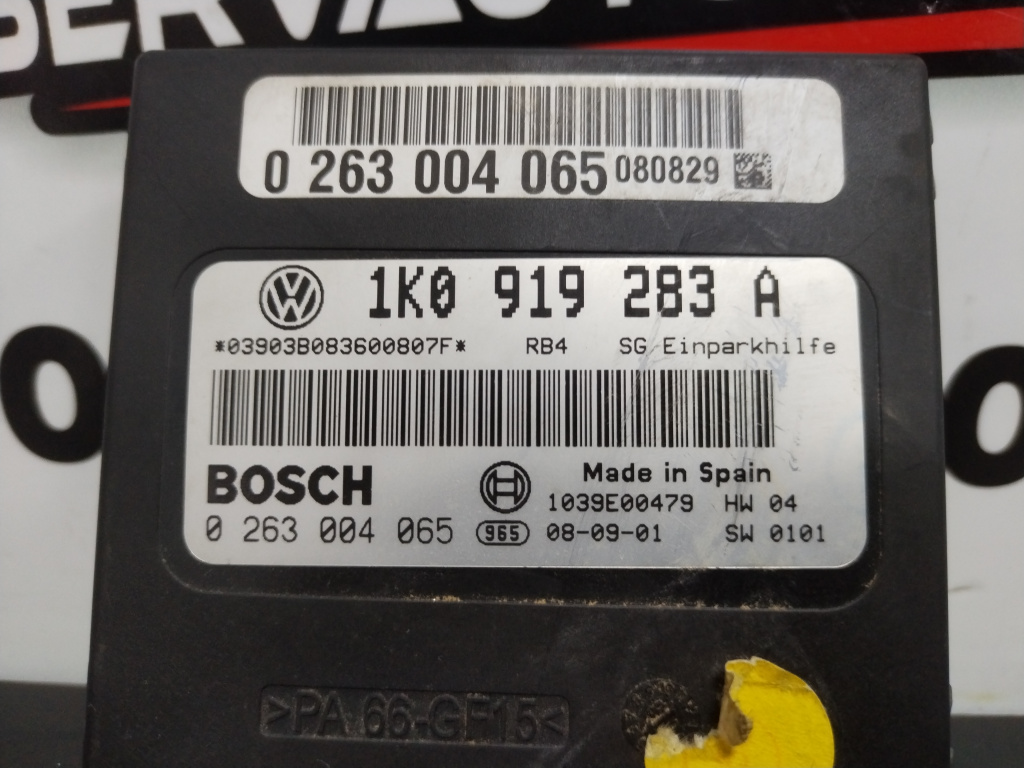 0 263 004 065 080829
1K0 919 283 A
*03903B083600807F* RB4 SG Einparkhilfe
BOSCH
Made in Spain
1039E00479 HW 04
0 263 004 065 965 08-09-01 SW 0101
>PA 66-GF15<